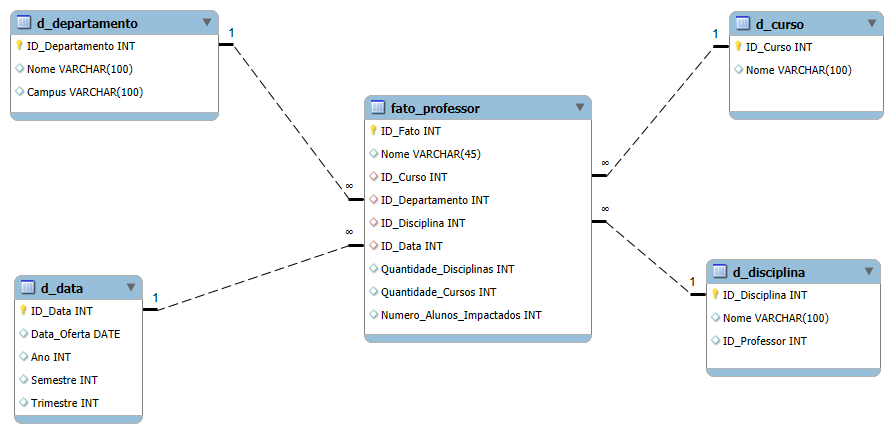 d_departamento
ID_Departamento INT
Nome VARCHAR(100)
Campus VARCHAR(100)
1
∞
d_curso
ID_Curso INT
Nome VARCHAR(100)
1
∞
fato_professor
ID_Fato INT
Nome VARCHAR(45)
ID_Curso INT
ID_Departamento INT
ID_Disciplina INT
ID_Data INT
Quantidade_Disciplinas INT
Quantidade_Cursos INT
Numero_Alunos_Impactados INT
d_data
ID_Data INT
Data_Oferta DATE
Ano INT
Semestre INT
Trimestre INT
1
∞
d_disciplina
ID_Disciplina INT
Nome VARCHAR(100)
ID_Professor INT
1
∞